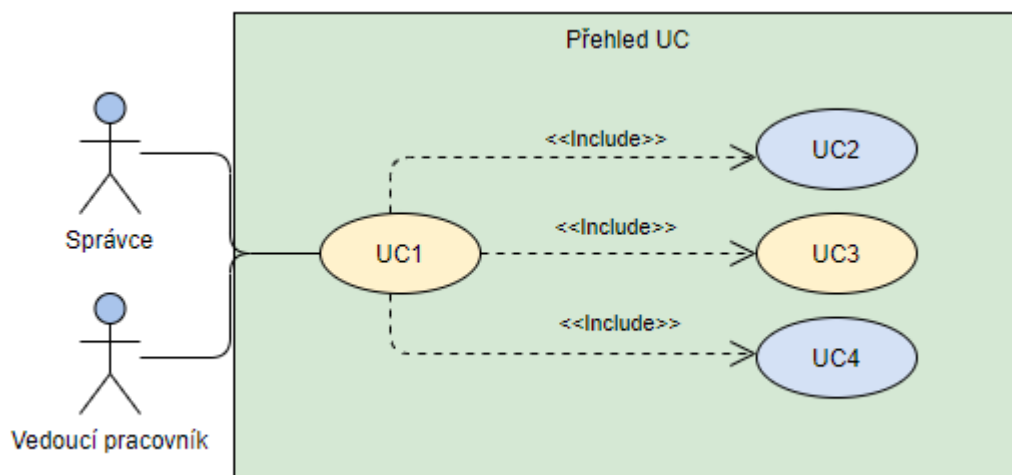 Přehled UC
<<Include>>
UC2
Správce
UC1
<<Include>>
UC3
<<Include>>
UC4
Vedoucí pracovník